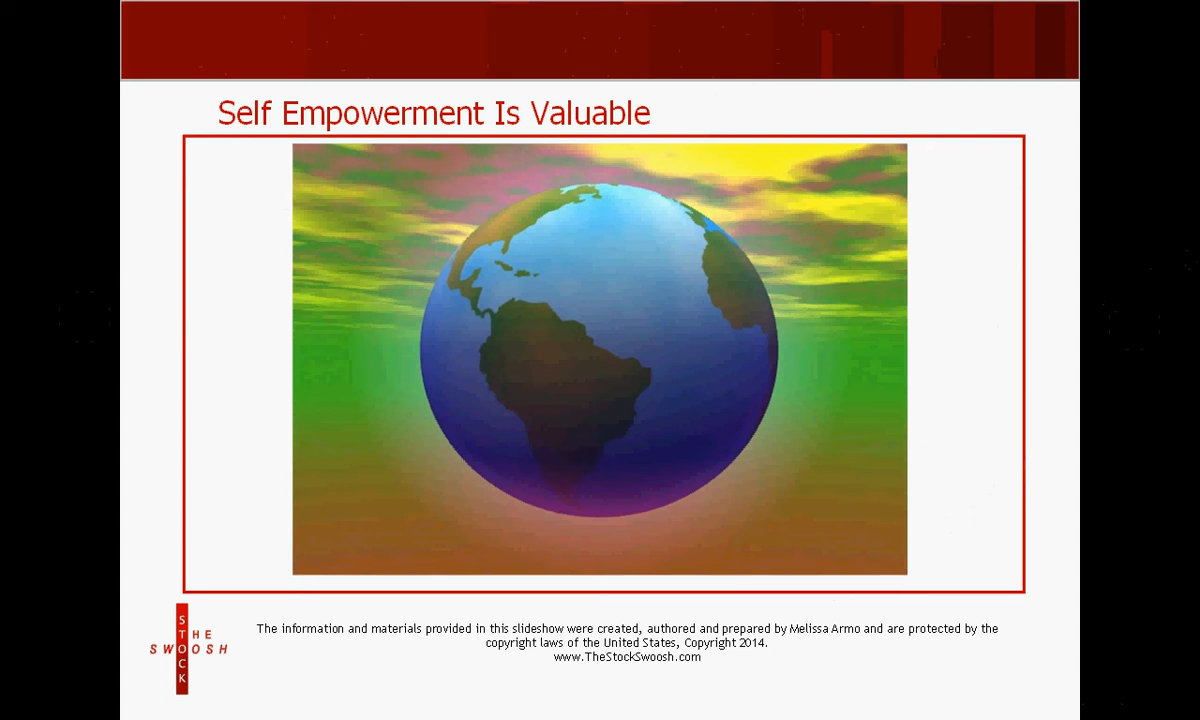 Self Empowerment Is Valuable
THE
STOCK
SWOOSH
The information and materials provided in this slideshow were created, authored and prepared by Melissa Armo and are protected by the
copyright laws of the United States, Copyright 2014.
www.TheStockSwoosh.com